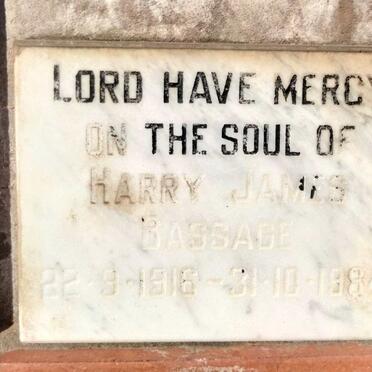 LORD HAVE MERCY
ON THE SOUL OF
HARRY JAMES
BASSAGE
22-9-1916-31-10-198